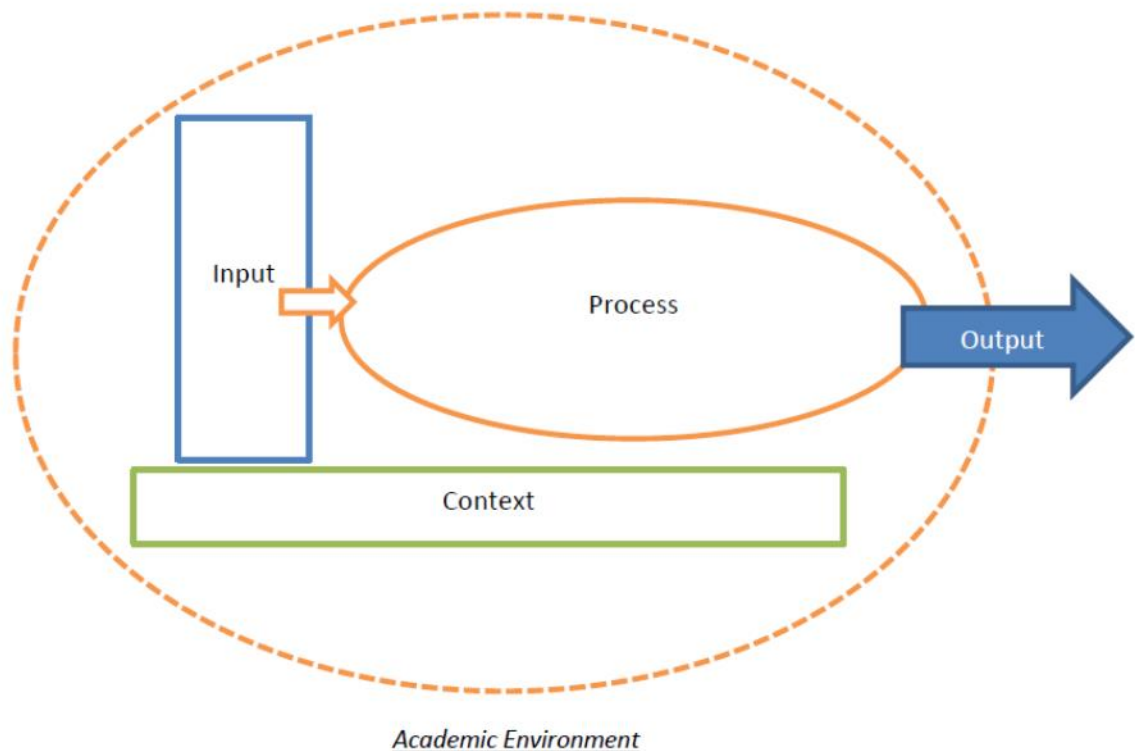 Input
Process
Output
Context
Academic Environment